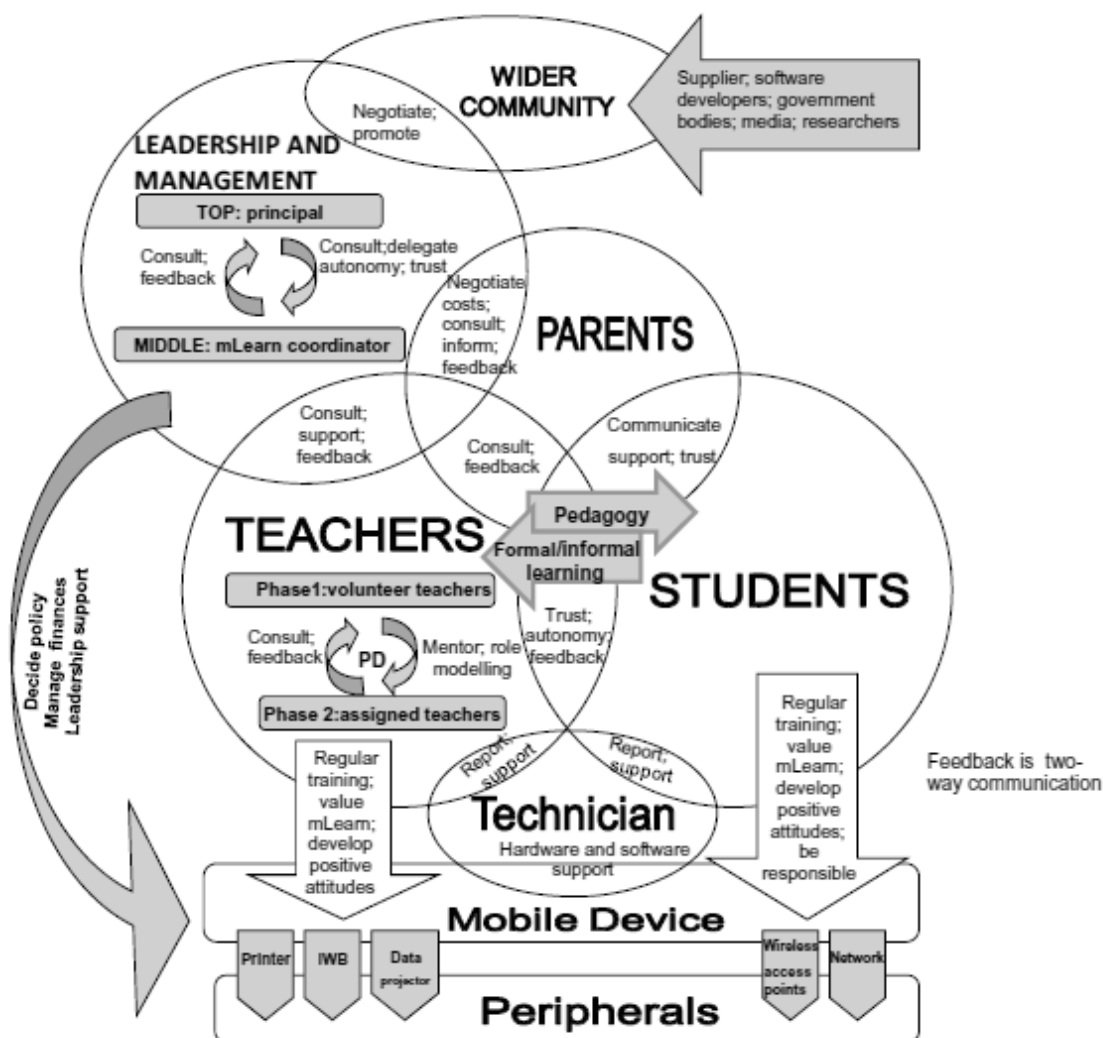 WIDER
COMMUNITY
Supplier; software
developers; government
bodies; media; researchers
Negotiate;
promote
LEADERSHIP AND
MANAGEMENT
TOP: principal
Consult;
feedback
Consult;delegate
autonomy; trust
MIDDLE: mLearn coordinator
Negotiate
costs;
consult;
inform;
feedback
PARENTS
Consult;
support;
feedback
Consult;
feedback
Communicate
support; trust
Pedagogy
Formal/informal
learning
TEACHERS
STUDENTS
Phase1:volunteer teachers
Consult;
feedback
PD
Mentor; role
modelling
Phase 2:assigned teachers
Trust;
autonomy;
feedback
Decide policy
Manage finances
Leadership support
Regular
training;
value
mLearn;
develop
positive
attitudes
Report;
support
Report;
support
Technician
Hardware and software
support
Regular
training;
value
mLearn;
develop
positive
attitudes;
be
responsible
Feedback is two-
way communication
Mobile Device
Printer
IWB
Data
projector
Wireless
access
points
Network
Peripherals